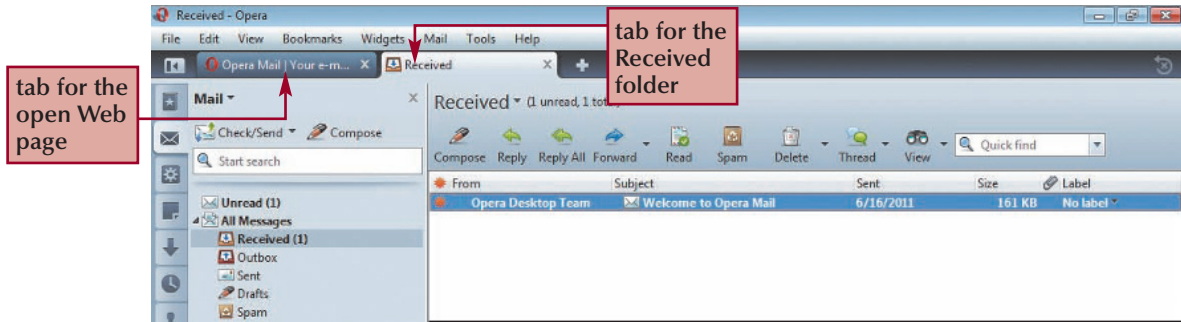 Received - Opera
File Edit View Bookmarks Widgets Mail Tools Help
Opera Mail | Your e-m... X Received X
tab for the
Received
folder
tab for the
open Web
page
Mail
Check/Send Compose
Start search
Unread (1)
All Messages
Received (1)
Outbox
Sent
Drafts
Spam
Received (1 unread, 1
Compose Reply Reply All Forward Read Spam Delete Thread View Quick find
From Subject Sent Size Label
Opera Desktop Team Welcome to Opera Mail 6/16/2011 161 KB No label